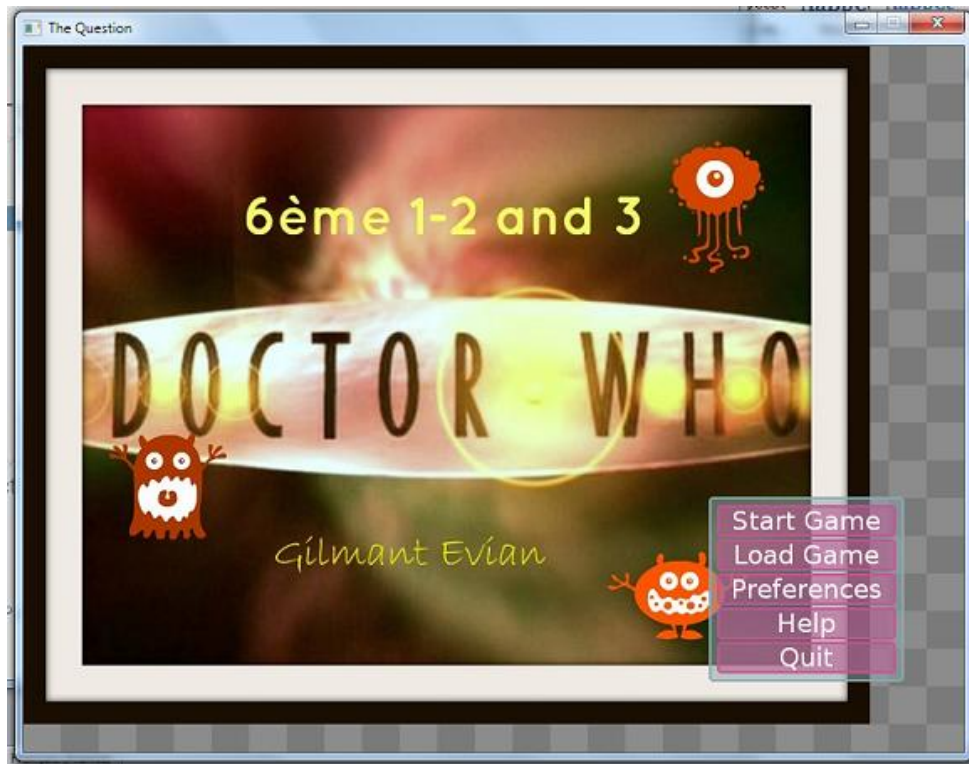 The Question
6ème 1-2 and 3
DOCTOR WHO
Gilmant Evian
Start Game
Load Game
Preferences
Help
Quit